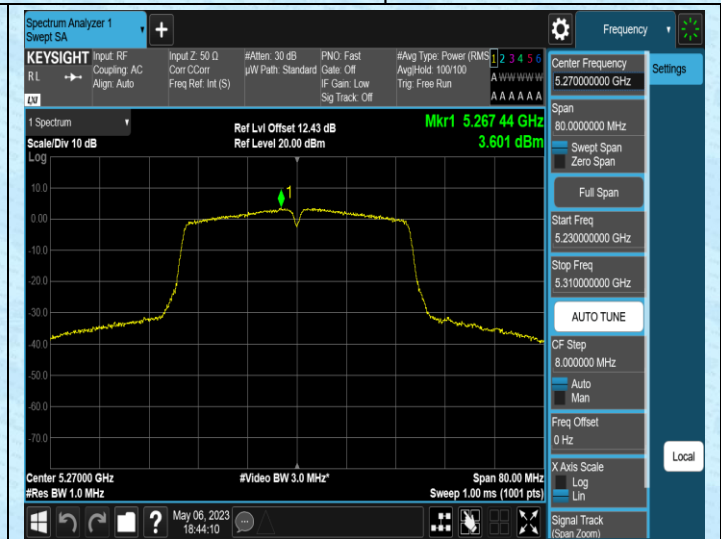 Spectrum Analyzer 1
Swept SA
+
Frequency
KEYSIGHT
RL
LXI
Input: RF
Coupling: AC
Align: Auto
Input Z: 50 Ω
Corr CCorr
Freq Ref: Int (S)
#Atten: 30 dB
µW Path: Standard
PNO: Fast
Gate: Off
IF Gain: Low
Sig Track: Off
#Avg Type: Power (RMS
Avg|Hold: 100/100
Trig: Free Run
1 2 3 4 5 6
A W W W W W
A A A A A A
1 Spectrum
Scale/Div 10 dB
Log
Ref Lvl Offset 12.43 dB
Ref Level 20.00 dBm
Mkr1 5.267 44 GHz
3.601 dBm
1
10.0
0.00
-10.0
-20.0
-30.0
-40.0
-50.0
-60.0
-70.0
Center 5.27000 GHz
#Res BW 1.0 MHz
#Video BW 3.0 MHz*
Span 80.00 MHz
Sweep 1.00 ms (1001 pts)
?
May 06, 2023
18:44:10
Center Frequency
5.270000000 GHz
Span
80.0000000 MHz
Swept Span
Zero Span
Full Span
Start Freq
5.230000000 GHz
Stop Freq
5.310000000 GHz
AUTO TUNE
CF Step
8.000000 MHz
Auto
Man
Freq Offset
0 Hz
X Axis Scale
Log
Lin
Signal Track
(Span Zoom)
Settings
Local